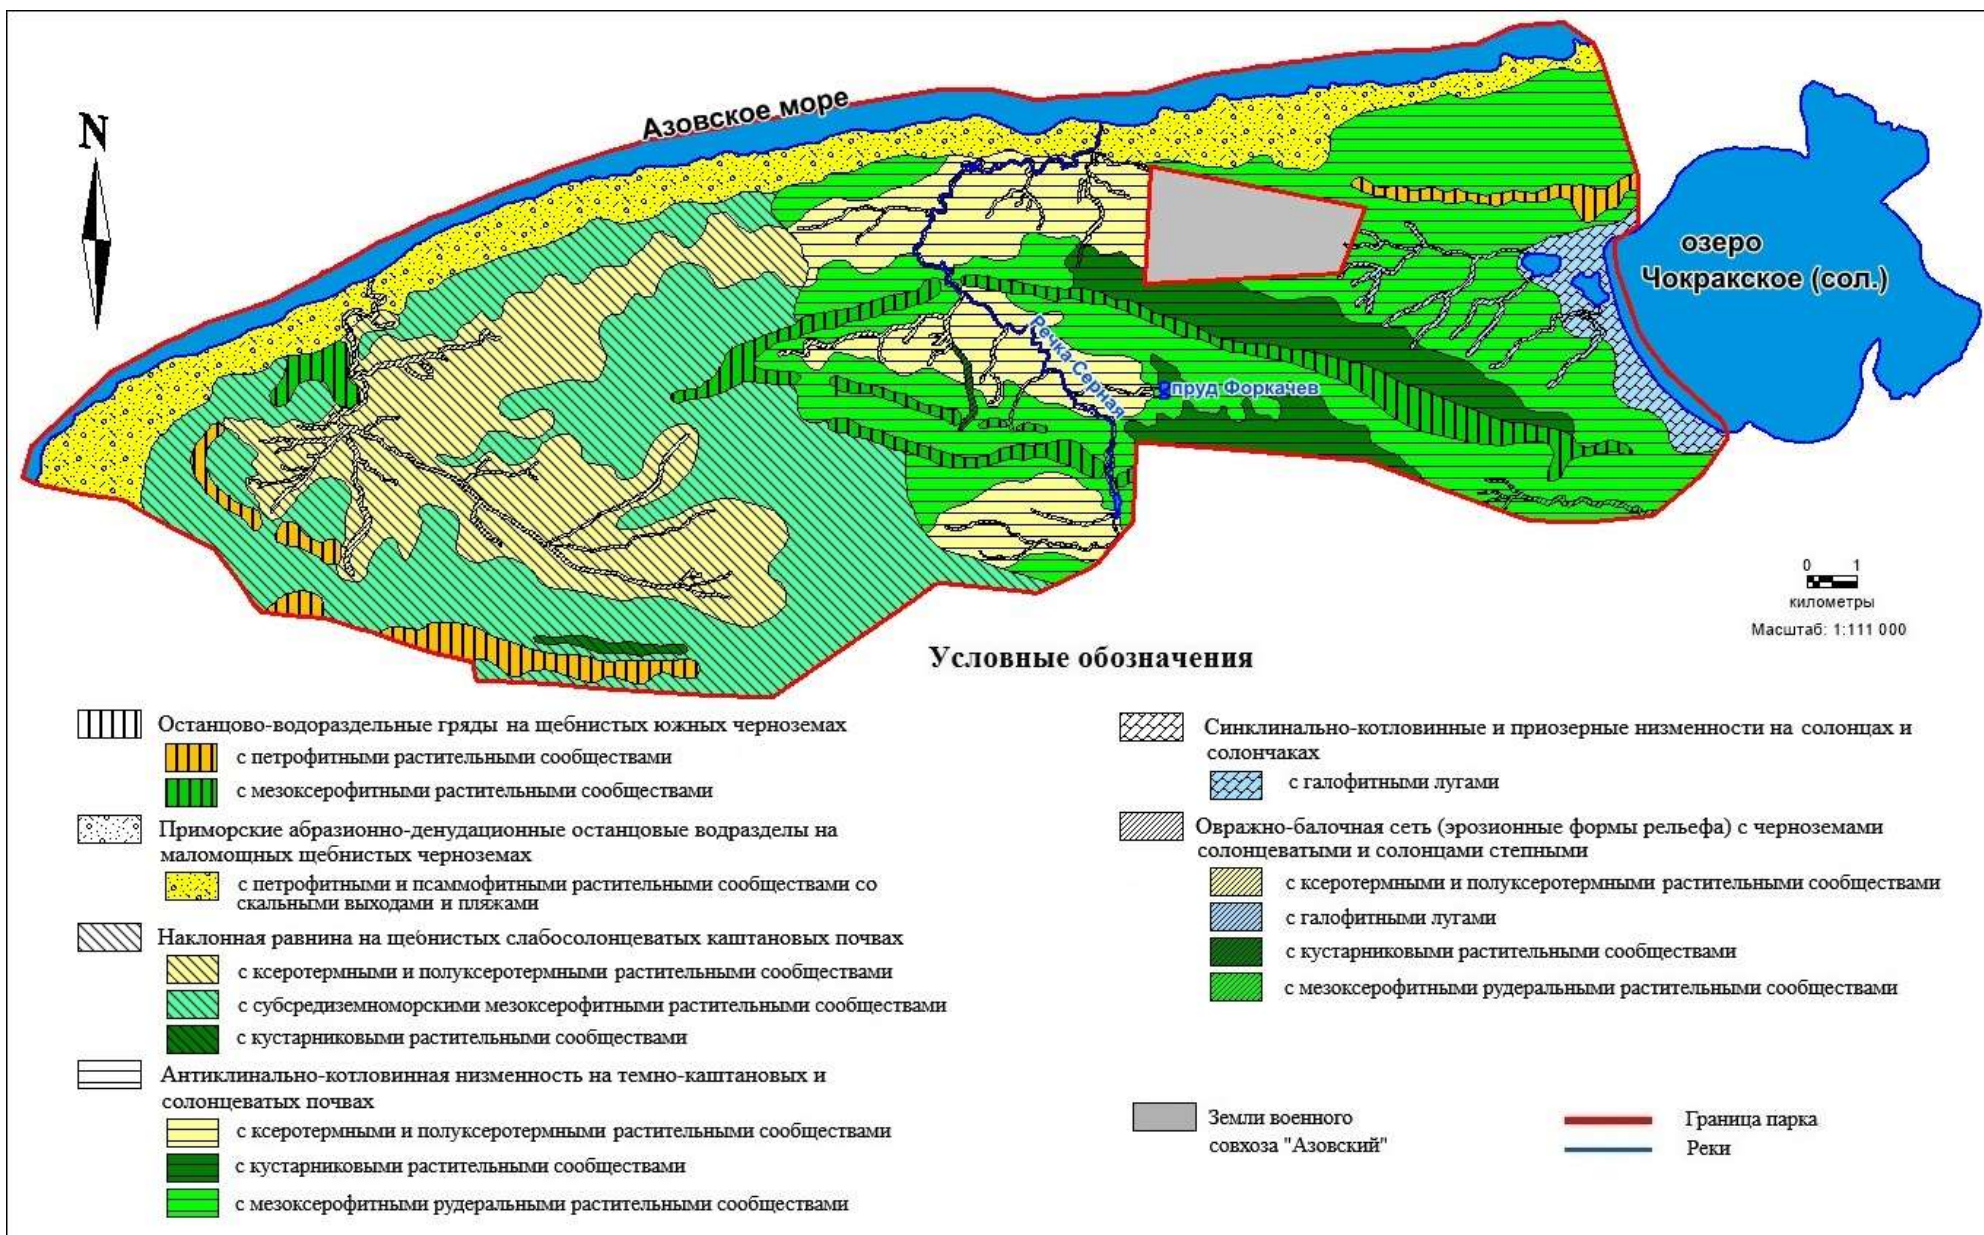 N
Азовское море
озеро
Чокракское (сол.)
Речка Серная
пруд Форкачев
0 1
километры
Масштаб: 1:111 000
Условные обозначения
Останцово-водораздельные гряды на щебнистых южных черноземах
с петрофитными растительными сообществами
с мезоксерофитными растительными сообществами
Приморские абразионно-денудационные останцовые водразделы на
маломощных щебнистых черноземах
с петрофитными и псаммофитными растительными сообществами со
скальными выходами и пляжами
Наклонная равнина на щебнистых слабосолонцеватых каштановых почвах
с ксеротермными и полуксеротермными растительными сообществами
с субсредиземноморскими мезоксерофитными растительными сообществами
с кустарниковыми растительными сообществами
Антиклинально-котловинная низменность на темно-каштановых и
солонцеватых почвах
с ксеротермными и полуксеротермными растительными сообществами
с кустарниковыми растительными сообществами
с мезоксерофитными рудеральными растительными сообществами
Синклинально-котловинные и приозерные низменности на солонцах и
солончаках
с галофитными лугами
Овражно-балочная сеть (эрозионные формы рельефа) с черноземами
солонцеватыми и солонцами степными
с ксеротермными и полуксеротермными растительными сообществами
с галофитными лугами
с кустарниковыми растительными сообществами
с мезоксерофитными рудеральными растительными сообществами
Земли военного
совхоза "Азовский"
Граница парка
Реки